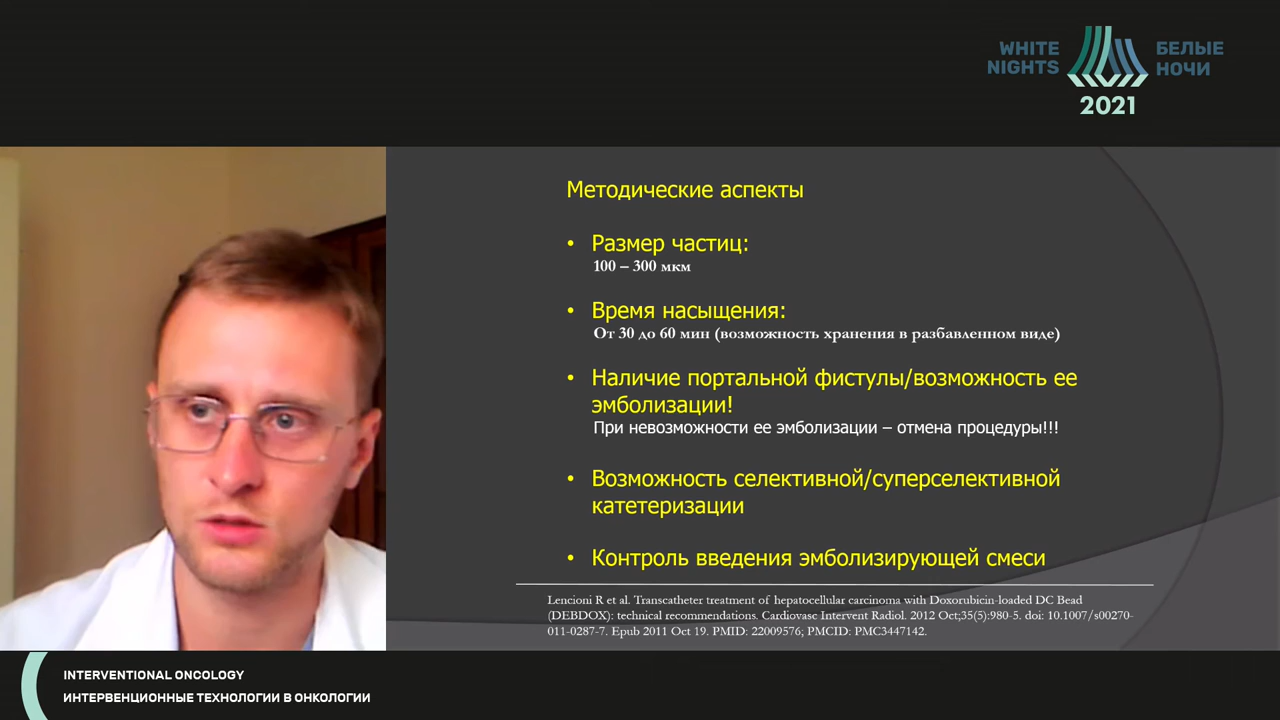 WHITE
NIGHTS
БЕЛЫЕ
НОЧИ
2021
Методические аспекты
• Размер частиц:
100 – 300 мкм
• Время насыщения:
От 30 до 60 мин (возможность хранения в разбавленном виде)
• Наличие портальной фистулы/возможность ее
эмболизации!
При невозможности ее эмболизации – отмена процедуры!!!
• Возможность селективной/суперселективной
катетеризации
• Контроль введения эмболизирующей смеси
Lencioni R et al. Transcatheter treatment of hepatocellular carcinoma with Doxorubicin-loaded DC Bead
(DEBDOX): technical recommendations. Cardiovasc Intervent Radiol. 2012 Oct;35(5):980-5. doi: 10.1007/s00270-
011-0287-7. Epub 2011 Oct 19. PMID: 22009576; PMCID: PMC3447142.
INTERVENTIONAL ONCOLOGY
ИНТЕРВЕНЦИОННЫЕ ТЕХНОЛОГИИ В ОНКОЛОГИИ